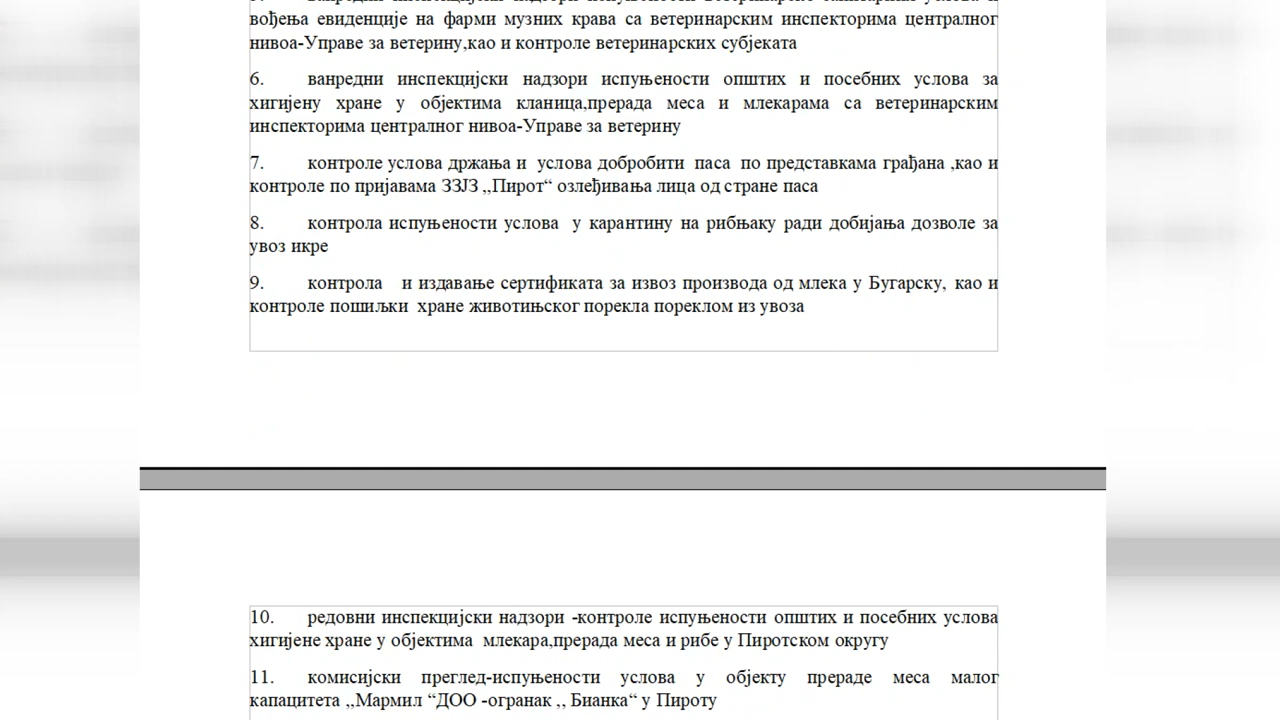 вођења евиденције на фарми музних крава са ветеринарским инспекторима централног
нивоа-Управе за ветерину,као и контроле ветеринарских субјеката
6. ванредни инспекцијски надзори испуњености општих и посебних услова за
хигијену хране у објектима кланица,прерада меса и млекарама са ветеринарским
инспекторима централног нивоа-Управе за ветерину
7. контроле услова држања и услова добробити паса по представкама грађана ,као и
контроле по пријавама ЗЗЈЗ ,,Пирот“ озлеђивања лица од стране паса
8. контрола испуњености услова у карантину на рибњаку ради добијања дозволе за
увоз икре
9. контрола и издавање сертификата за извоз производа од млека у Бугарску, као и
контроле пошиљки хране животињског порекла пореклом из увоза
10. редовни инспекцијски надзори -контроле испуњености општих и посебних услова
хигијене хране у објектима млекара,прерада меса и рибе у Пиротском округу
11. комисијски преглед-испуњености услова у објекту прераде меса малог
капацитета ,,Мармил “ДОО -огранак ,, Бианка“ у Пироту